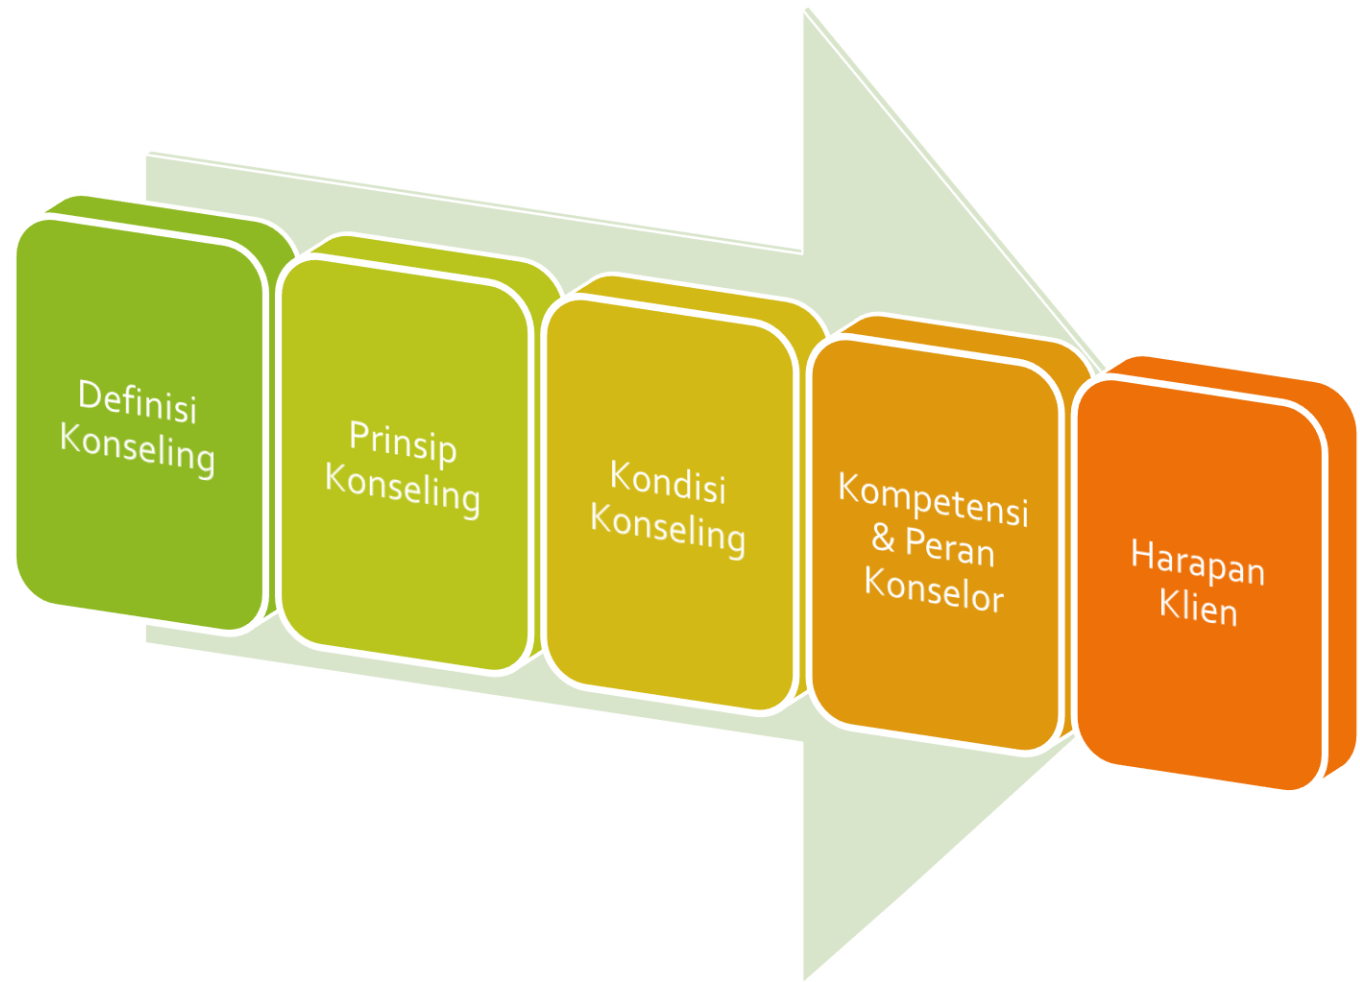 Definisi
Konseling
Prinsip
Konseling
Kondisi
Konseling
Kompetensi
& Peran
Konselor
Harapan
Klien